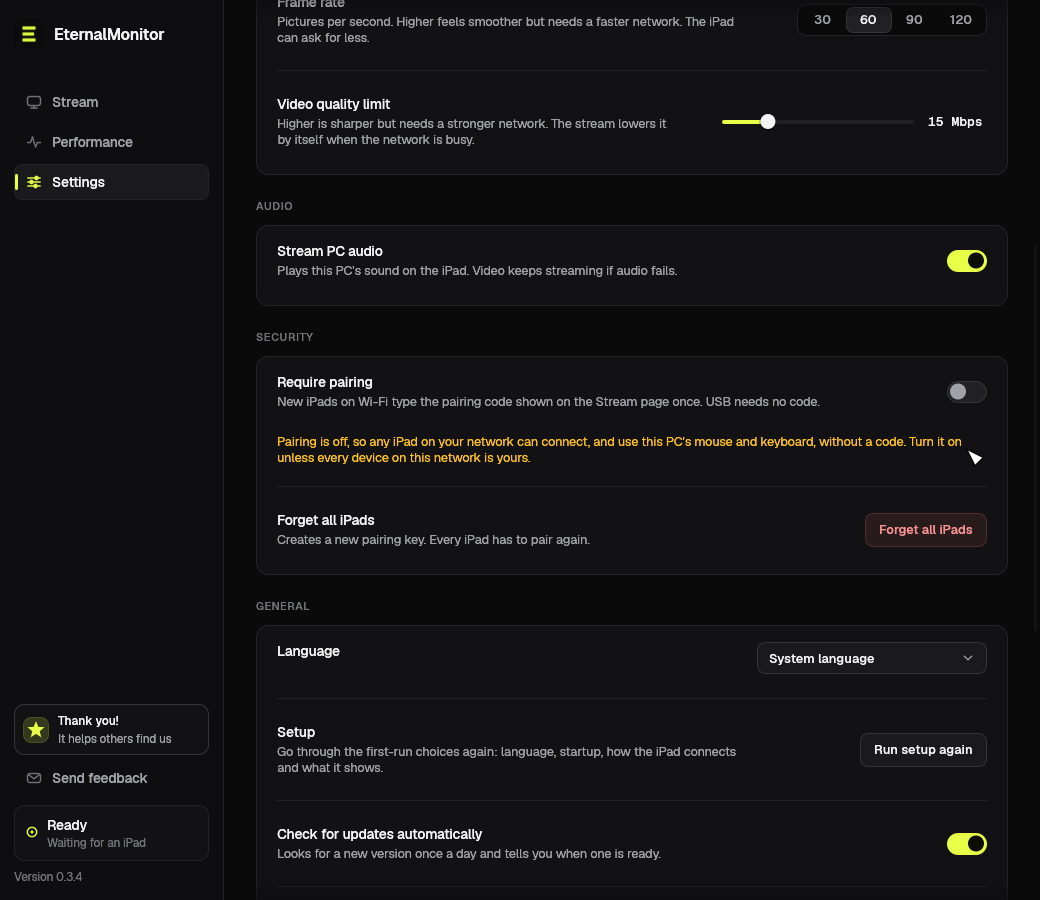 EternalMonitor
Stream
Performance
Settings
Thank you!
It helps others find us
Send feedback
Ready
Waiting for an iPad
Version 0.3.4
Frame rate
Pictures per second. Higher feels smoother but needs a faster network. The iPad
can ask for less.
30 60 90 120
Video quality limit
Higher is sharper but needs a stronger network. The stream lowers it
by itself when the network is busy.
15 Mbps
AUDIO
Stream PC audio
Plays this PC's sound on the iPad. Video keeps streaming if audio fails.
SECURITY
Require pairing
New iPads on Wi-Fi type the pairing code shown on the Stream page once. USB needs no code.
Pairing is off, so any iPad on your network can connect, and use this PC's mouse and keyboard, without a code. Turn it on
unless every device on this network is yours.
Forget all iPads
Creates a new pairing key. Every iPad has to pair again.
Forget all iPads
GENERAL
Language
System language
Setup
Go through the first-run choices again: language, startup, how the iPad connects
and what it shows.
Run setup again
Check for updates automatically
Looks for a new version once a day and tells you when one is ready.